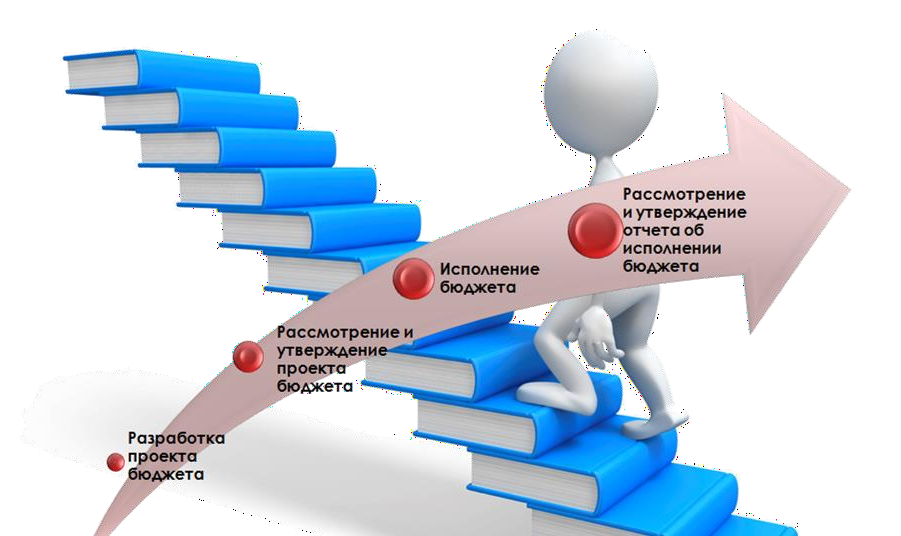 Разработка
проекта
бюджета
Рассмотрение и
утверждение
проекта
бюджета
Исполнение
бюджета
Рассмотрение
и утверждение
отчета об
исполнении
бюджета